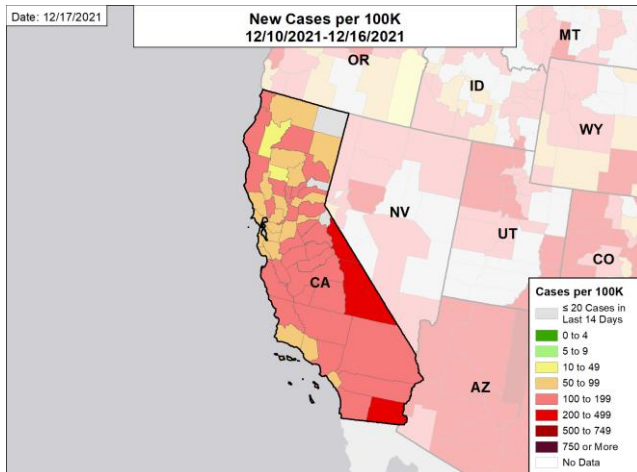 Date: 12/17/2021
New Cases per 100K
12/10/2021-12/16/2021
MT
OR
ID
WY
NV
UT
CO
CA
AZ
Cases per 100K
≤ 20 Cases in
Last 14 Days
0 to 4
5 to 9
10 to 49
50 to 99
100 to 199
200 to 499
500 to 749
750 or More
No Data